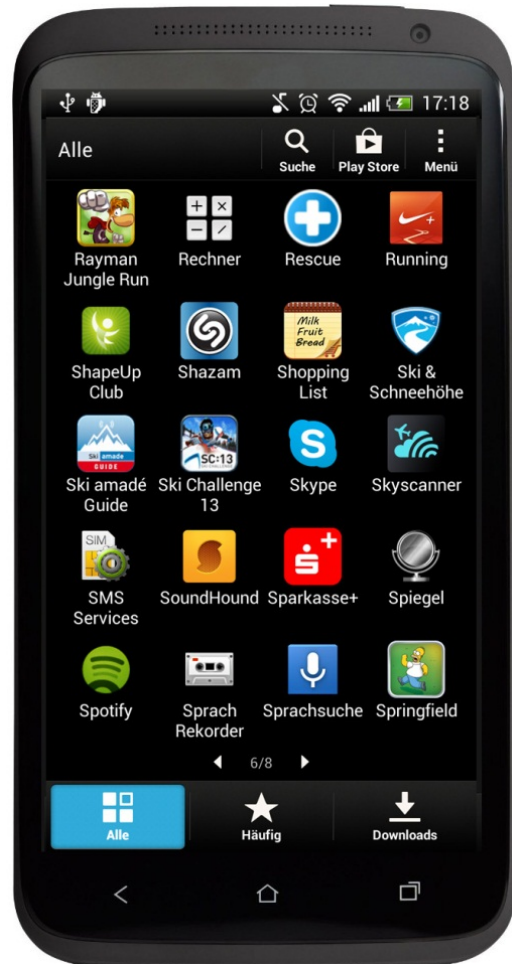 17:18
Alle
Suche
Play Store
Menü
Rayman
Jungle Run
Rechner
Rescue
Running
Milk
Fruit
Bread
ShapeUp
Club
Shazam
Shopping
List
Ski &
Schneehöhe
Ski amadé
GUIDE
SC:13
Ski amadé
Guide
Ski Challenge
13
Skype
Skyscanner
SIM
SMS
Services
SoundHound
Sparkasse+
Spiegel
Spotify
Sprach
Rekorder
Sprachsuche
Springfield
6/8
Alle
Häufig
Downloads